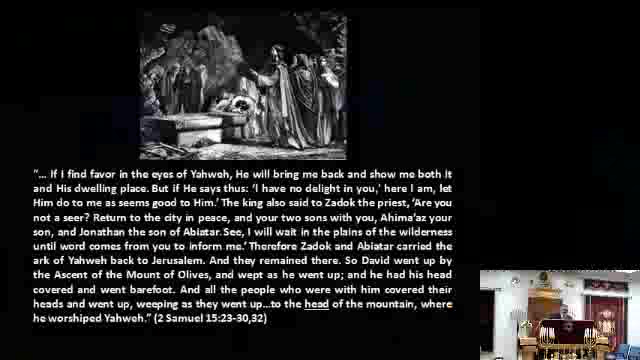 "... If I find favor in the eyes of Yahweh, He will bring me back and show me both It
and His dwelling place. But if He says thus: 'I have no delight in you,' here I am, let
Him do to me as seems good to Him.' The king also said to Zadok the priest, 'Are you
not a seer? Return to the city in peace, and your two sons with you, Ahima'az your
son, and Jonathan the son of Abiatar. See, I will wait in the plains of the wilderness
until word comes from you to inform me.' Therefore Zadok and Abiatar carried the
ark of Yahweh back to Jerusalem. And they remained there. So David went up by
the Ascent of the Mount of Olives, and wept as he went up; and he had his head
covered and went barefoot. And all the people who were with him covered their
heads and went up, weeping as they went up...to the head of the mountain, where
he worshiped Yahweh." (2 Samuel 15:23-30,32)